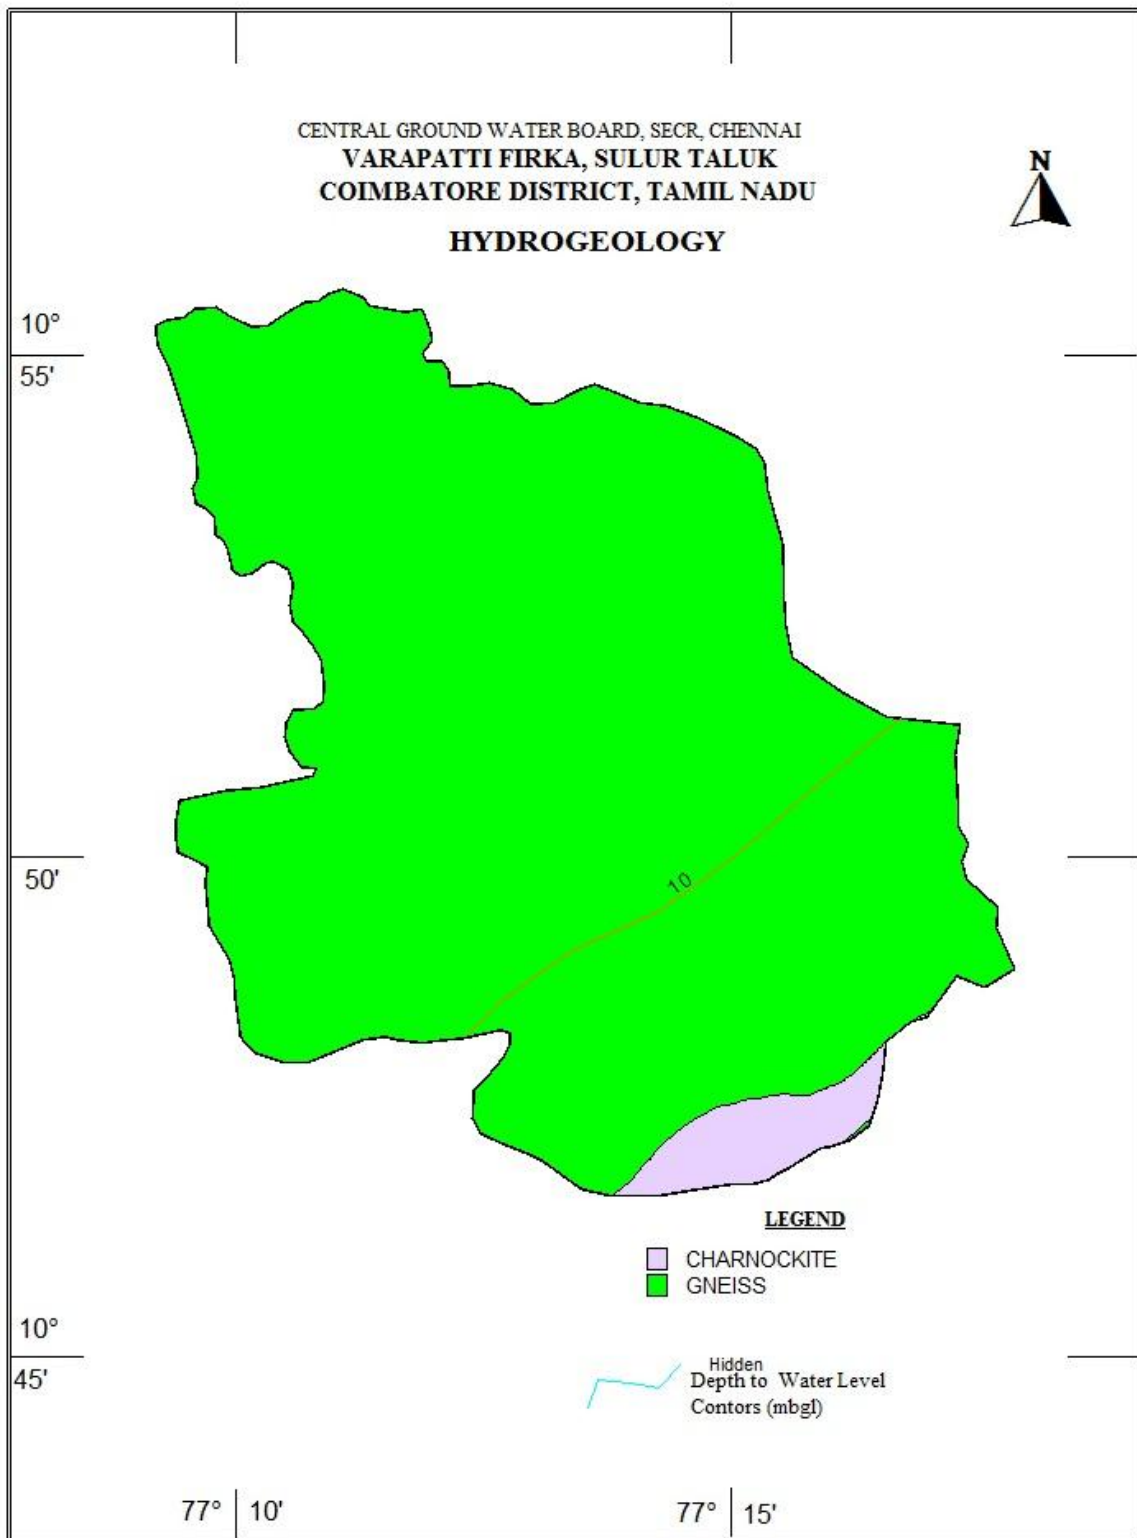 CENTRAL GROUND WATER BOARD, SECR, CHENNAI
VARAPATTI FIRKA, SULUR TALUK
COIMBATORE DISTRICT, TAMIL NADU
HYDROGEOLOGY
N
10°
55'
50'
10
LEGEND
CHARNOCKITE
GNEISS
10°
45'
Hidden
Depth to Water Level
Contors (mbgl)
77° 10'
77° 15'